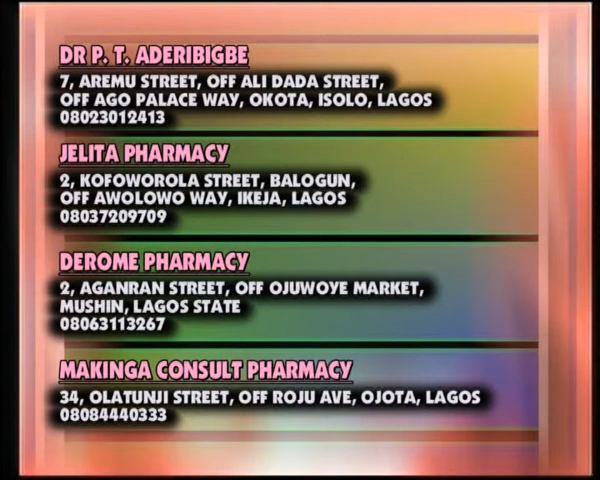 DR P. T. ADERIBIGBE
7, AREMU STREET, OFF ALI DADA STREET,
OFF AGO PALACE WAY, OKOTA, ISOLO, LAGOS
08023012413
JELITA PHARMACY
2, KOFOWOROLA STREET, BALOGUN,
OFF AWOLOWO WAY, IKEJA, LAGOS
08037209709
DEROME PHARMACY
2, AGANRAN STREET, OFF OJUWOYE MARKET,
MUSHIN, LAGOS STATE
08063113267
MAKINGA CONSULT PHARMACY
34, OLATUNJI STREET, OFF ROJU AVE, OJOTA, LAGOS
08084440333